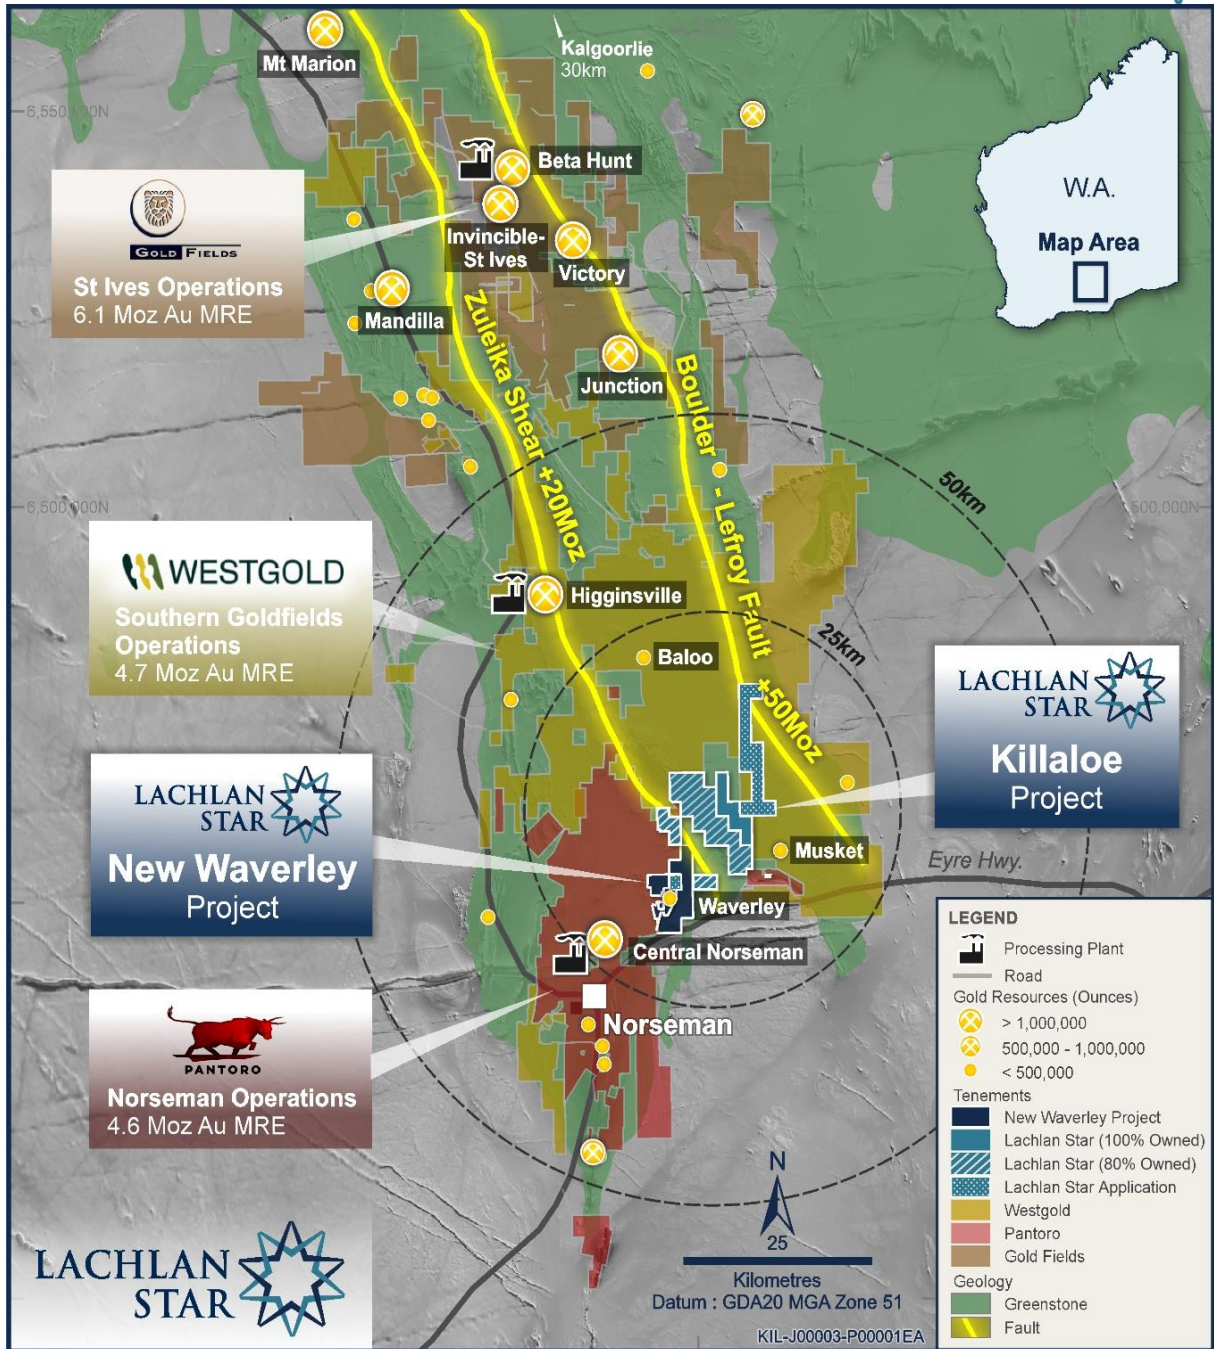 Mt Marion
Kalgoorlie
30km
6,550,000N
Beta Hunt
Invincible-
St Ives
Victory
Mandilla
Junction
W.A.
Map Area
GOLD FIELDS
St Ives Operations
6.1 Moz Au MRE
Zuleika Shear +20Moz
Boulder - Lefroy Fault +50Moz
50km
25km
6,500,000N
500,000N
WESTGOLD
Southern Goldfields
Operations
4.7 Moz Au MRE
Higginsville
Baloo
LACHLAN
STAR
Killaloe
Project
LACHLAN
STAR
New Waverley
Project
Musket
Eyre Hwy.
Waverley
Central Norseman
Norseman
PANTORO
Norseman Operations
4.6 Moz Au MRE
LEGEND
Processing Plant
Road
Gold Resources (Ounces)
> 1,000,000
500,000 - 1,000,000
< 500,000
Tenements
New Waverley Project
Lachlan Star (100% Owned)
Lachlan Star (80% Owned)
Lachlan Star Application
Westgold
Pantoro
Gold Fields
Geology
Greenstone
Fault
N
25
Kilometres
Datum : GDA20 MGA Zone 51
KIL-J00003-P00001EA
LACHLAN
STAR